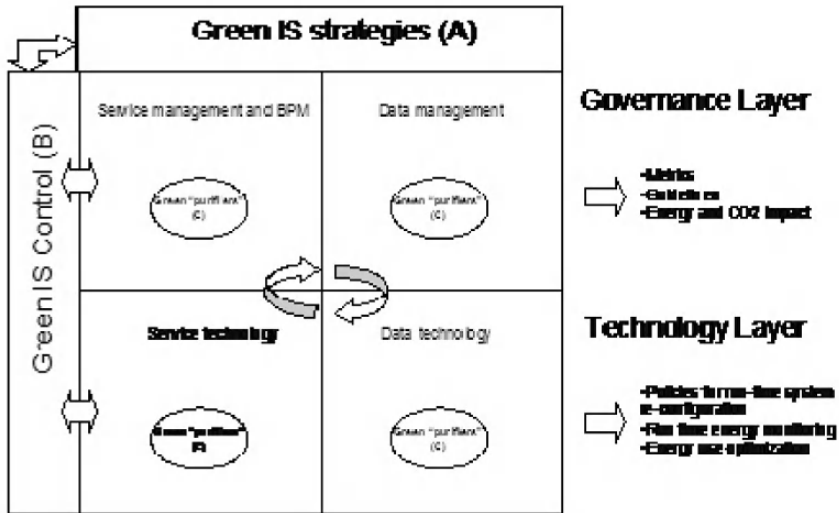 Green IS strategies (A)
Green IS Control (B)
Service management and BPM
Data management
Governance Layer
Green "purifiers"
(C)
Green "purifiers"
(C)
•Metrics
•Guidelines
•Energy and CO2 Impact
Service technology
Data technology
Technology Layer
Green "purifiers"
Green "purifiers"
(C)
•Policies for run-time system
re-configuration
•Run time energy monitoring
•Energy use optimization